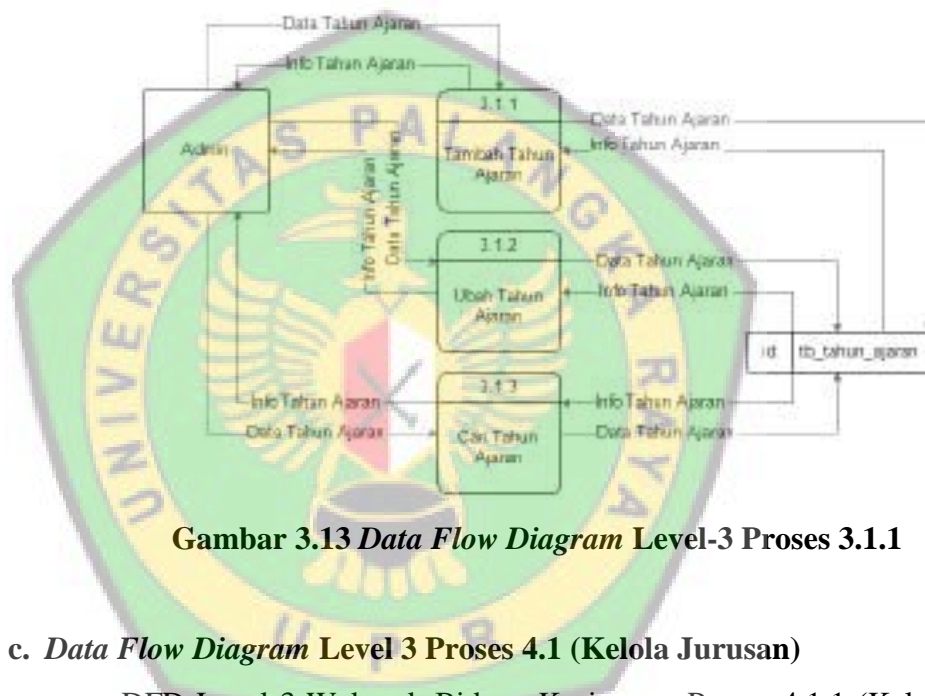 Data Tahun Ajaran
Info Tahun Ajaran
Admin
3.1.1
Tambah Tahun
Ajaran
Data Tahun Ajaran
Info Tahun Ajaran
Info Tahun Ajaran
Data Tahun Ajaran
3.1.2
Ubah Tahun
Ajaran
Data Tahun Ajaran
Info Tahun Ajaran
id tb_tahun_ajaran
3.1.3
Cari Tahun
Ajaran
Info Tahun Ajaran
Data Tahun Ajaran
Info Tahun Ajaran
Data Tahun Ajaran
UNIVERSITAS PALANGKA RAYA
UPR
Gambar 3.13 Data Flow Diagram Level-3 Proses 3.1.1
c. Data Flow Diagram Level 3 Proses 4.1 (Kelola Jurusan)